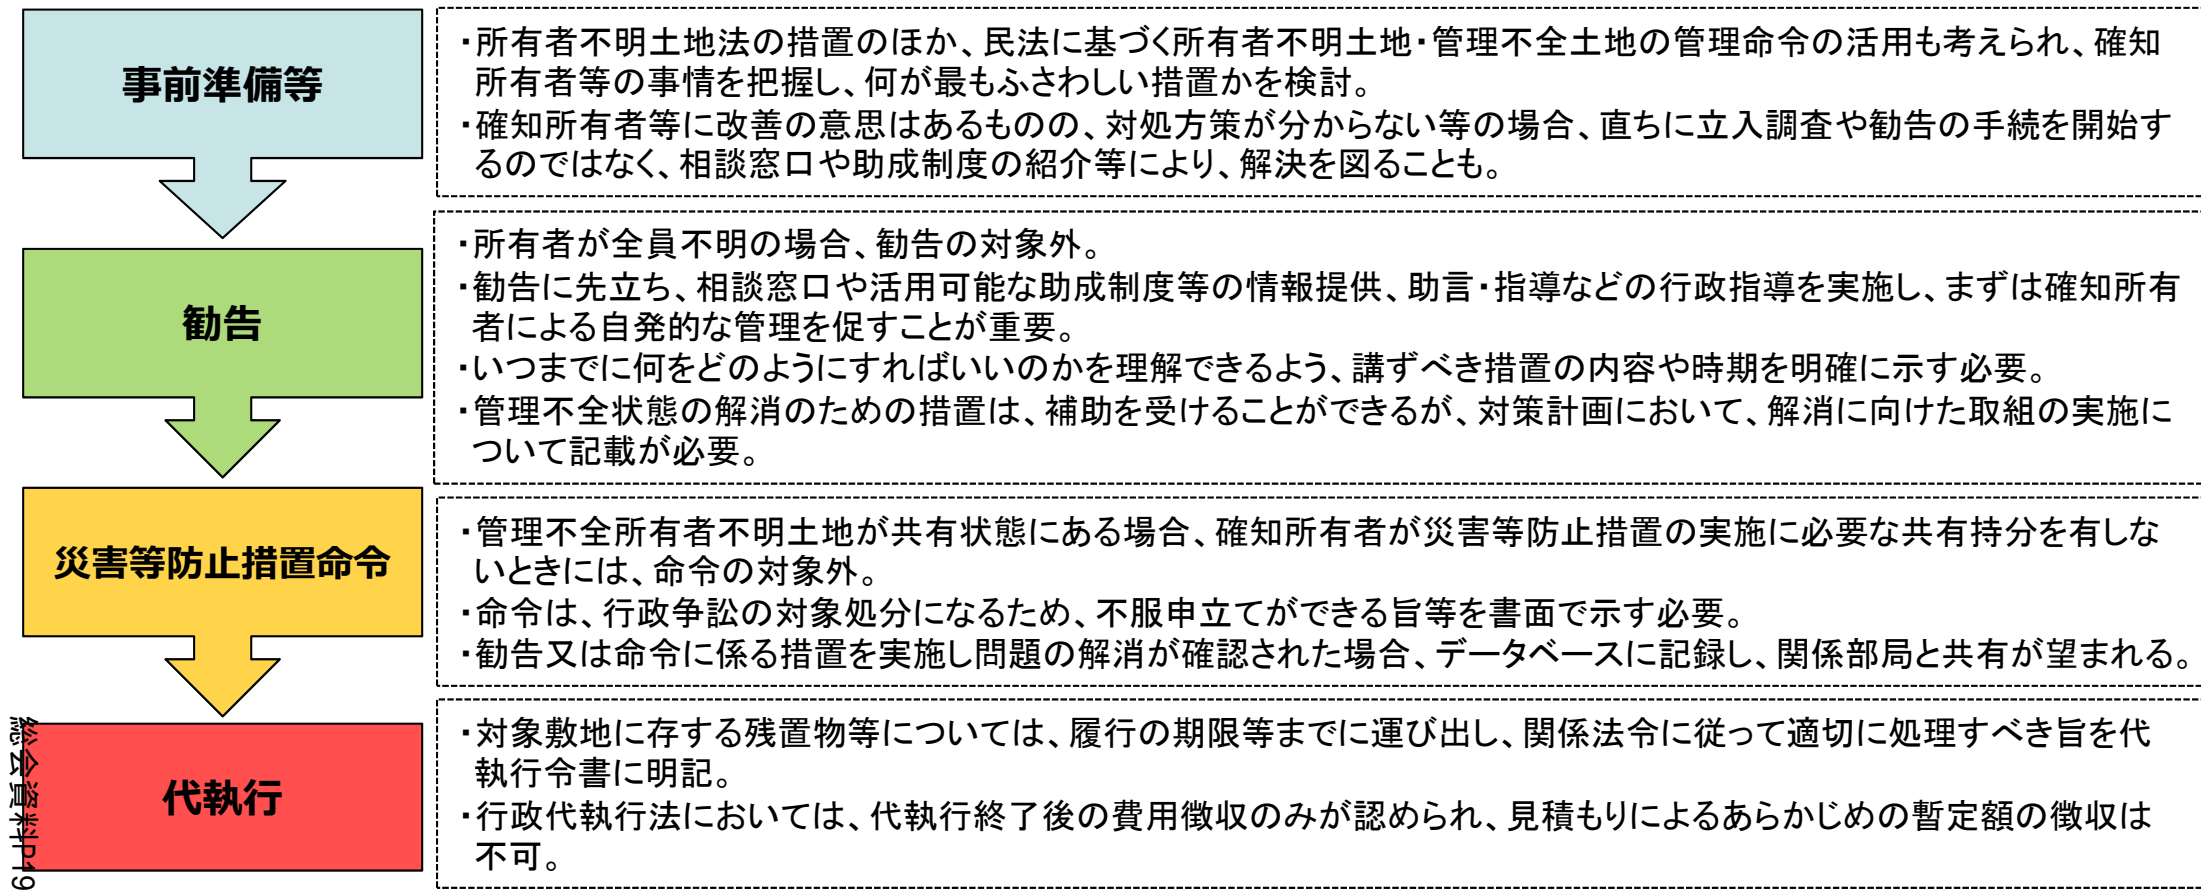 事前準備等
・所有者不明土地法の措置のほか、民法に基づく所有者不明土地・管理不全土地の管理命令の活用も考えられ、確知
所有者等の事情を把握し、何が最もふさわしい措置かを検討。
・確知所有者等に改善の意思はあるものの、対処方策が分からない等の場合、直ちに立入調査や勧告の手続を開始す
るのではなく、相談窓口や助成制度の紹介等により、解決を図ることも。
勧告
・所有者が全員不明の場合、勧告の対象外。
・勧告に先立ち、相談窓口や活用可能な助成制度等の情報提供、助言・指導などの行政指導を実施し、まずは確知所有
者による自発的な管理を促すことが重要。
・いつまでに何をどのようにすればいいのかを理解できるよう、講ずべき措置の内容や時期を明確に示す必要。
・管理不全状態の解消のための措置は、補助を受けることができるが、対策計画において、解消に向けた取組の実施に
ついて記載が必要。
災害等防止措置命令
・管理不全所有者不明土地が共有状態にある場合、確知所有者が災害等防止措置の実施に必要な共有持分を有しな
いときには、命令の対象外。
・命令は、行政争訟の対象処分になるため、不服申立てができる旨等を書面で示す必要。
・勧告又は命令に係る措置を実施し問題の解消が確認された場合、データベースに記録し、関係部局と共有が望まれる。
代執行
・対象敷地に存する残置物等については、履行の期限等までに運び出し、関係法令に従って適切に処理すべき旨を代
執行令書に明記。
・行政代執行法においては、代執行終了後の費用徴収のみが認められ、見積もりによるあらかじめの暫定額の徴収は
不可。
総会資料P19